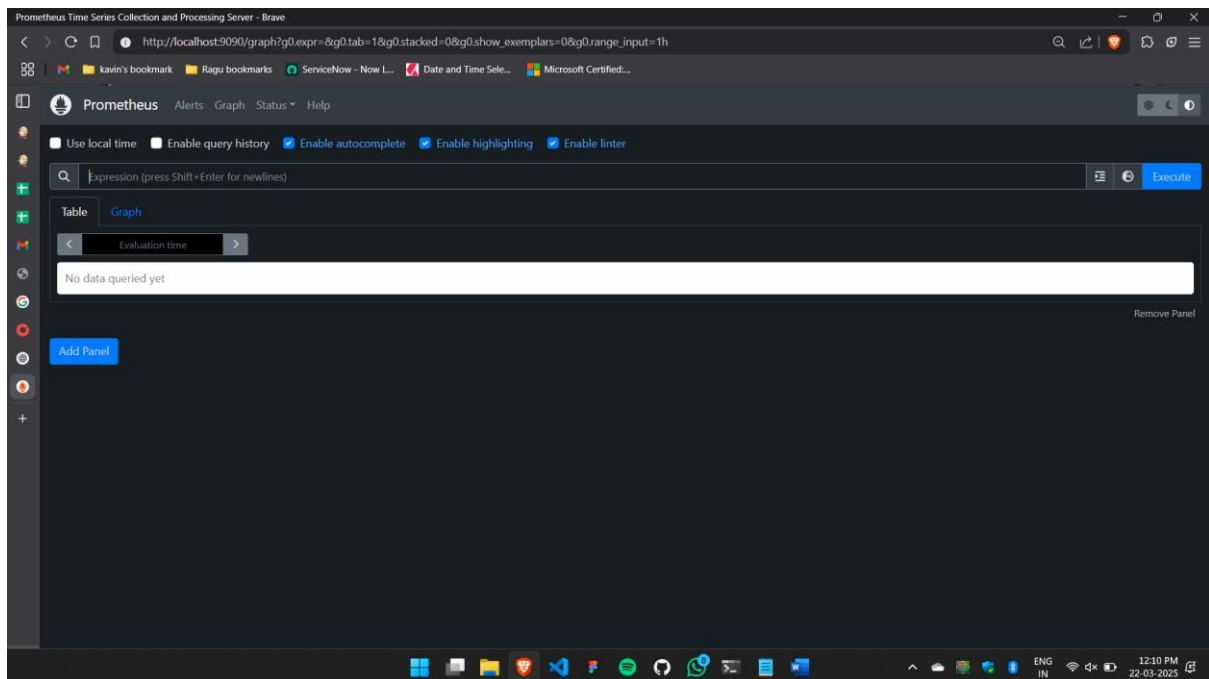 Prometheus Time Series Collection and Processing Server - Brave
http://localhost:9090/graph?g0.expr=&g0.tab=1&g0.stacked=0&g0.show_exemplars=0&g0.range_input=1h
kavin's bookmark Ragu bookmarks ServiceNow - Now L... Date and Time Sele... Microsoft Certified:...
Prometheus Alerts Graph Status Help
Use local time Enable query history Enable autocomplete Enable highlighting Enable linter
Expression (press Shift+Enter for newlines) Execute
Table Graph
Evaluation time
No data queried yet
Remove Panel
Add Panel
ENG 12:10 PM
IN 22-03-2025